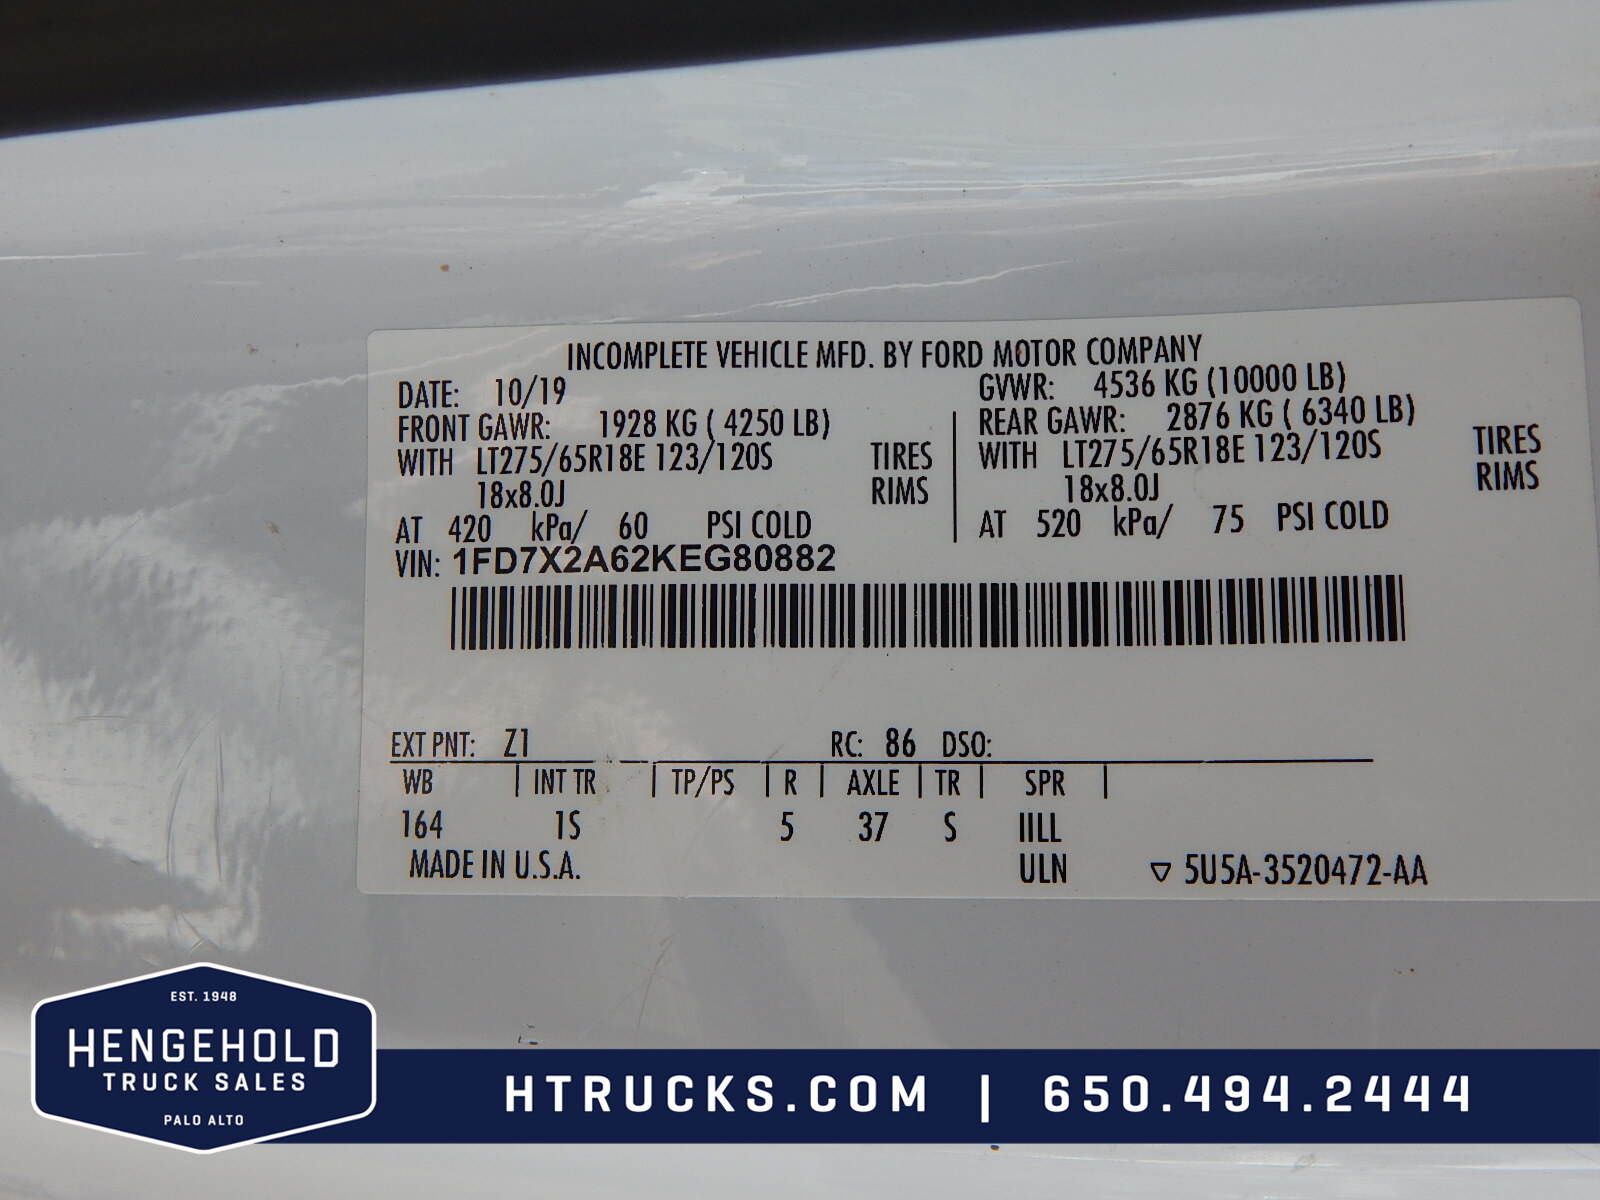 INCOMPLETE VEHICLE MFD. BY FORD MOTOR COMPANY
DATE: 10/19 GVWR: 4536 KG (10000 LB)
FRONT GAWR: 1928 KG ( 4250 LB) REAR GAWR: 2876 KG ( 6340 LB)
WITH LT275/65R18E 123/120S TIRES WITH LT275/65R18E 123/120S TIRES
18x8.0J RIMS 18x8.0J RIMS
AT 420 kPa/ 60 PSI COLD AT 520 kPa/ 75 PSI COLD
VIN: 1FD7X2A62KEG80882
EXT PNT: Z1 RC: 86 DSO:
WB | INT TR | TP/PS | R | AXLE | TR | SPR |
164 1S 5 37 S IILL
MADE IN U.S.A. ULN ▽ 5U5A-3520472-AA
EST. 1948
HENGEHOLD
TRUCK SALES
PALO ALTO
HTRUCKS.COM | 650.494.2444